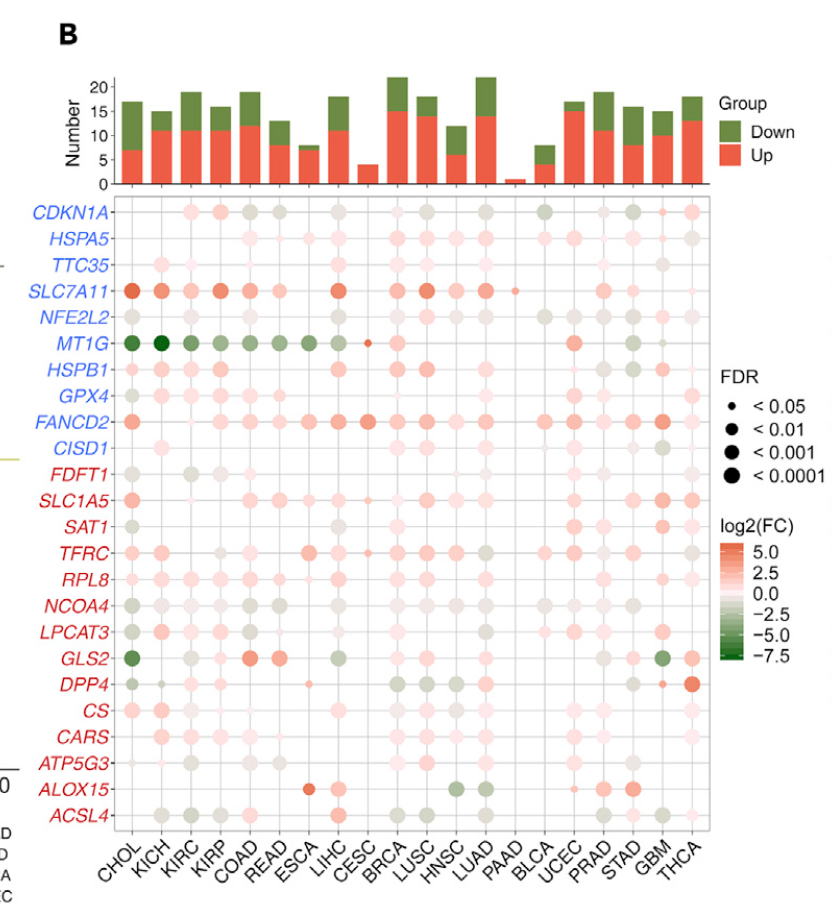 B
Number
20
15
10
5
0
Group
Down
Up
CDKN1A
HSPA5
TTC35
SLC7A11
NFE2L2
MT1G
HSPB1
GPX4
FANCD2
CISD1
FDFT1
SLC1A5
SAT1
TFRC
RPL8
NCOA4
LPCAT3
GLS2
DPP4
CS
CARS
ATP5G3
ALOX15
ACSL4
FDR
< 0.05
< 0.01
< 0.001
< 0.0001
log2(FC)
5.0
2.5
0.0
−2.5
−5.0
−7.5
CHOL KICH KIRC KIRP COAD READ ESCA LIHC CESC BRCA LUSC HNSC LUAD PAAD BLCA UCEC PRAD STAD GBM THCA
0
D
D
A
EC